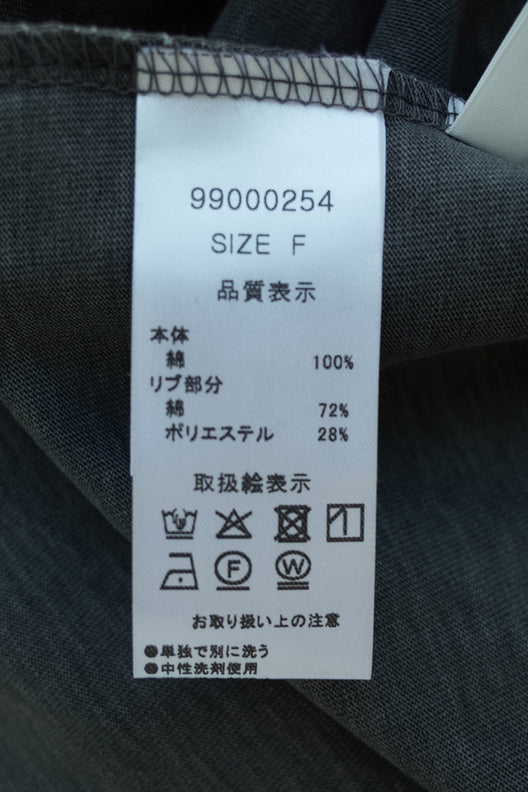 99000254
SIZE F
品質表示
本体
綿 100%
リブ部分
綿 72%
ポリエステル 28%
取扱絵表示
F W
お取り扱い上の注意
●単独で別に洗う
●中性洗剤使用